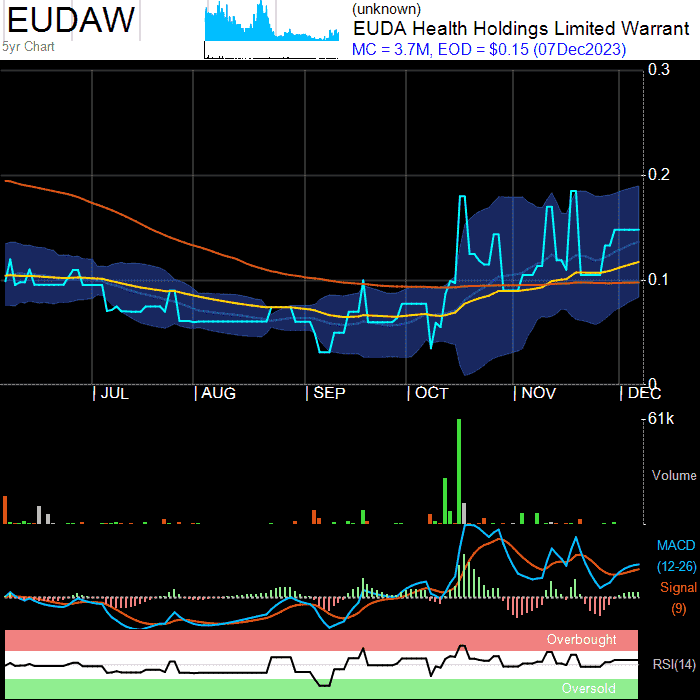 EUDAW
5yr Chart
(unknown)
EUDA Health Holdings Limited Warrant
MC = 3.7M, EOD = $0.15 (07Dec2023)
0.3
0.2
0.1
0
JUL
AUG
SEP
OCT
NOV
DEC
61k
Volume
MACD
(12-26)
Signal
(9)
Overbought
RSI(14)
Oversold